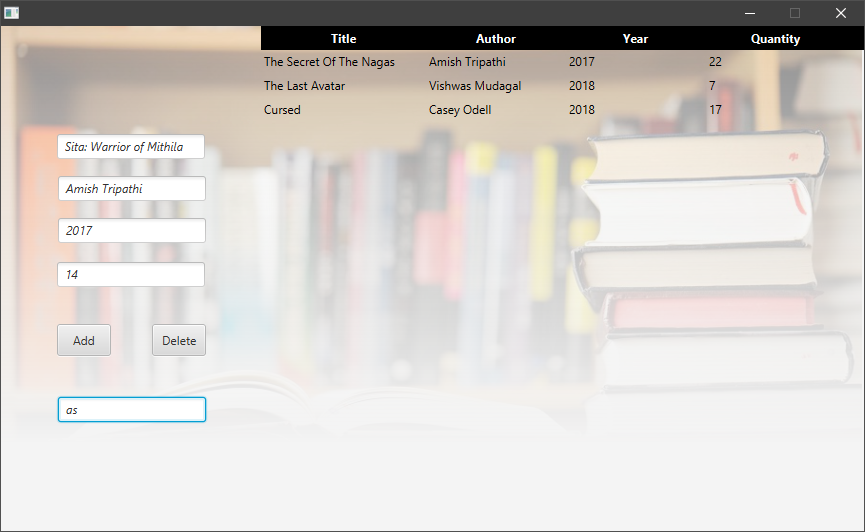 Title Author Year Quantity
The Secret Of The Nagas Amish Tripathi 2017 22
The Last Avatar Vishwas Mudagal 2018 7
Cursed Casey Odell 2018 17
Sita: Warrior of Mithila
Amish Tripathi
2017
14
Add Delete
as